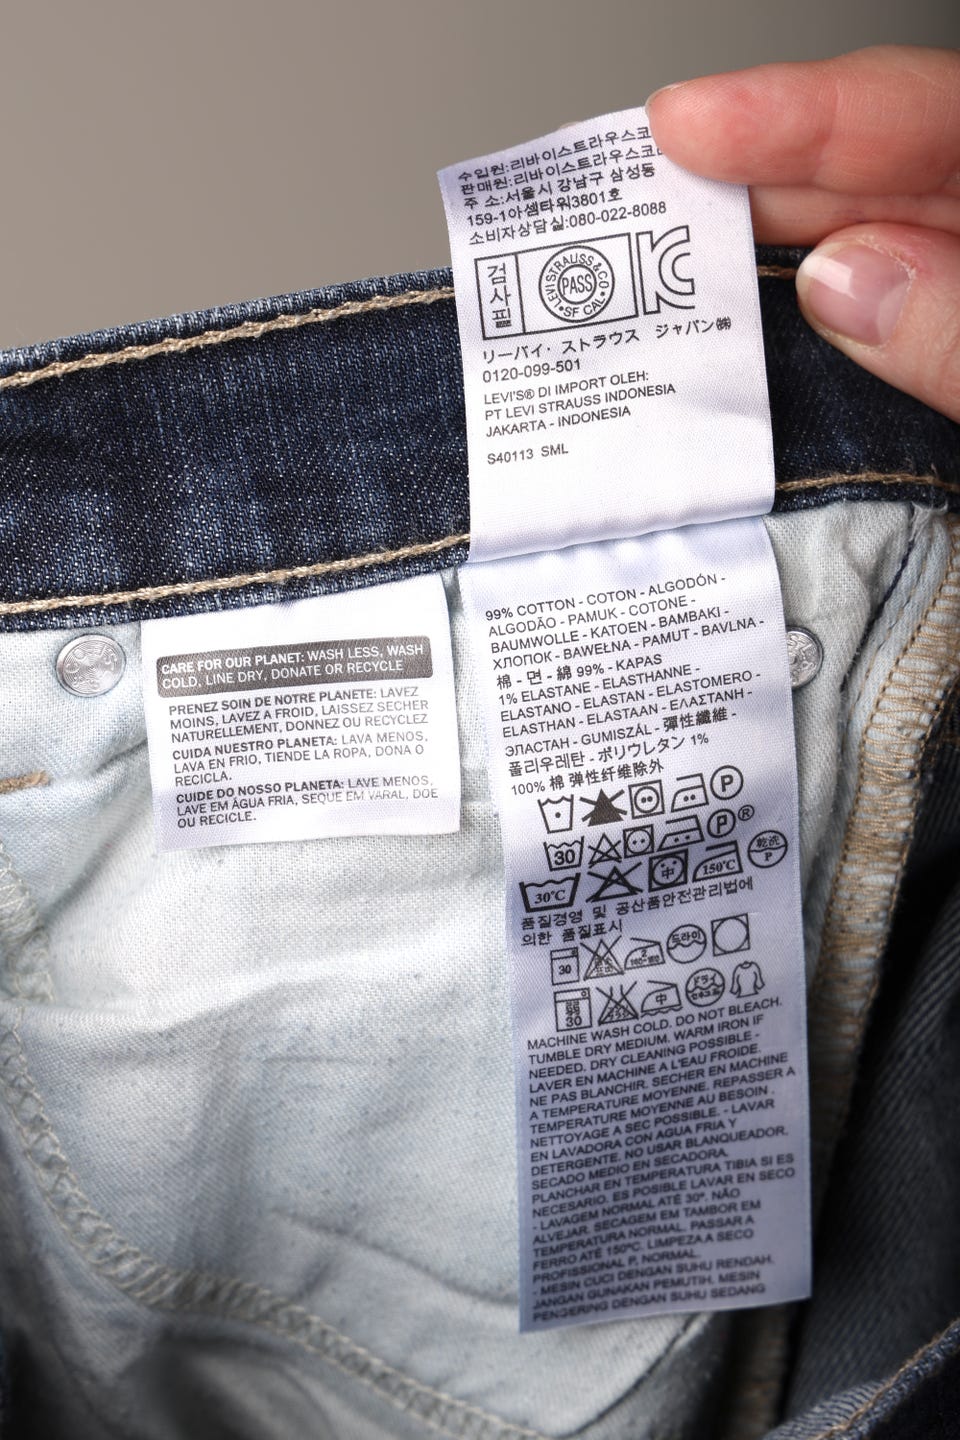 수입원:리바이스트라우스코
판매원:리바이스트라우스코
주 소:서울시 강남구 삼성동
159-1아셈타워3801호
소비자상담실:080-022-8088
검사필
LEVI STRAUSS & CO
PASS
SF CAL.
リーバイ・ストラウス ジャパン㈱
0120-099-501
LEVI'S® DI IMPORT OLEH:
PT LEVI STRAUSS INDONESIA
JAKARTA - INDONESIA
S40113 SML
CARE FOR OUR PLANET: WASH LESS, WASH
COLD, LINE DRY, DONATE OR RECYCLE
PRENEZ SOIN DE NOTRE PLANETE: LAVEZ
MOINS, LAVEZ A FROID, LAISSEZ SECHER
NATURELLEMENT, DONNEZ OU RECYCLEZ
CUIDA NUESTRO PLANETA: LAVA MENOS,
LAVA EN FRIO, TIENDE LA ROPA, DONA O
RECICLA.
CUIDE DO NOSSO PLANETA: LAVE MENOS,
LAVE EM ÁGUA FRIA, SEQUE EM VARAL, DOE
OU RECICLE.
99% COTTON - COTON - ALGODÓN -
ALGODÃO - PAMUK - COTONE -
BAUMWOLLE - KATOEN - BAMBAKI -
ХЛОПОК - BAWEŁNA - PAMUT - BAVLNA -
棉 - 면 - 綿 99% - KAPAS
1% ELASTANE - ELASTHANNE -
ELASTANO - ELASTAN - ELASTOMERO -
ELASTHAN - ELASTAAN - ΕΛΑΣΤΑΝΗ -
ЭЛАСТАН - GUMISZÁL - 彈性纖維 -
폴리우레탄 - ポリウレタン 1%
100% 棉 弹性纤维除外
P
30 P®
30°C 中 150°C 乾洗 P
품질경영 및 공산품안전관리법에
의한 품질표시
30 드라이
30 中 ドライ
MACHINE WASH COLD. DO NOT BLEACH.
TUMBLE DRY MEDIUM. WARM IRON IF
NEEDED. DRY CLEANING POSSIBLE -
LAVER EN MACHINE A L'EAU FROIDE.
NE PAS BLANCHIR. SECHER EN MACHINE
A TEMPERATURE MOYENNE. REPASSER A
TEMPERATURE MOYENNE AU BESOIN .
NETTOYAGE A SEC POSSIBLE. - LAVAR
EN LAVADORA CON AGUA FRIA Y
DETERGENTE. NO USAR BLANQUEADOR.
SECADO MEDIO EN SECADORA.
PLANCHAR EN TEMPERATURA TIBIA SI ES
NECESARIO. ES POSIBLE LAVAR EN SECO
- LAVAGEM NORMAL ATÉ 30º. NÃO
ALVEJAR. SECAGEM EM TAMBOR EM
TEMPERATURA NORMAL. PASSAR A
FERRO ATÉ 150ºC. LIMPEZA A SECO
PROFISSIONAL P, NORMAL.
- MESIN CUCI DENGAN SUHU RENDAH.
JANGAN GUNAKAN PEMUTIH. MESIN
PENGERING DENGAN SUHU SEDANG